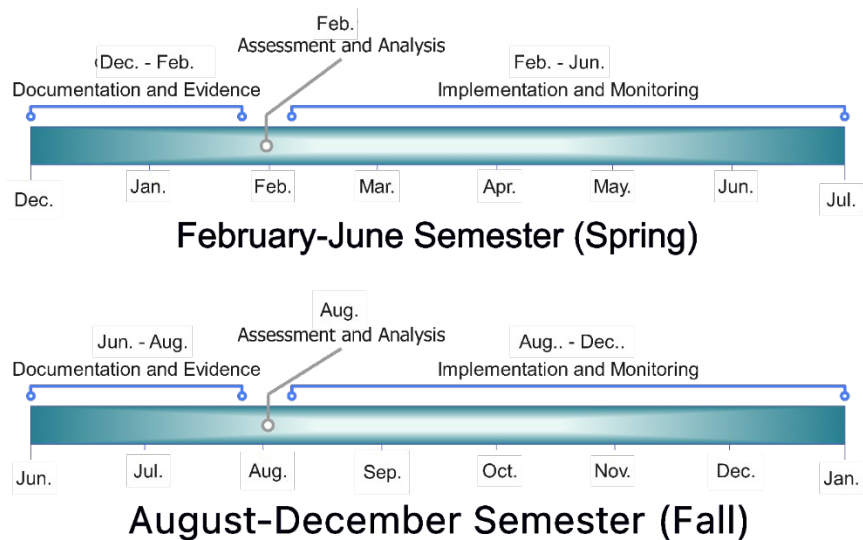 Feb.
Assessment and Analysis
Dec. - Feb.
Feb. - Jun.
Documentation and Evidence
Implementation and Monitoring
Dec.
Jan.
Feb.
Mar.
Apr.
May.
Jun.
Jul.
February-June Semester (Spring)
Aug.
Assessment and Analysis
Jun. - Aug.
Aug.. - Dec..
Documentation and Evidence
Implementation and Monitoring
Jun.
Jul.
Aug.
Sep.
Oct.
Nov.
Dec.
Jan.
August-December Semester (Fall)